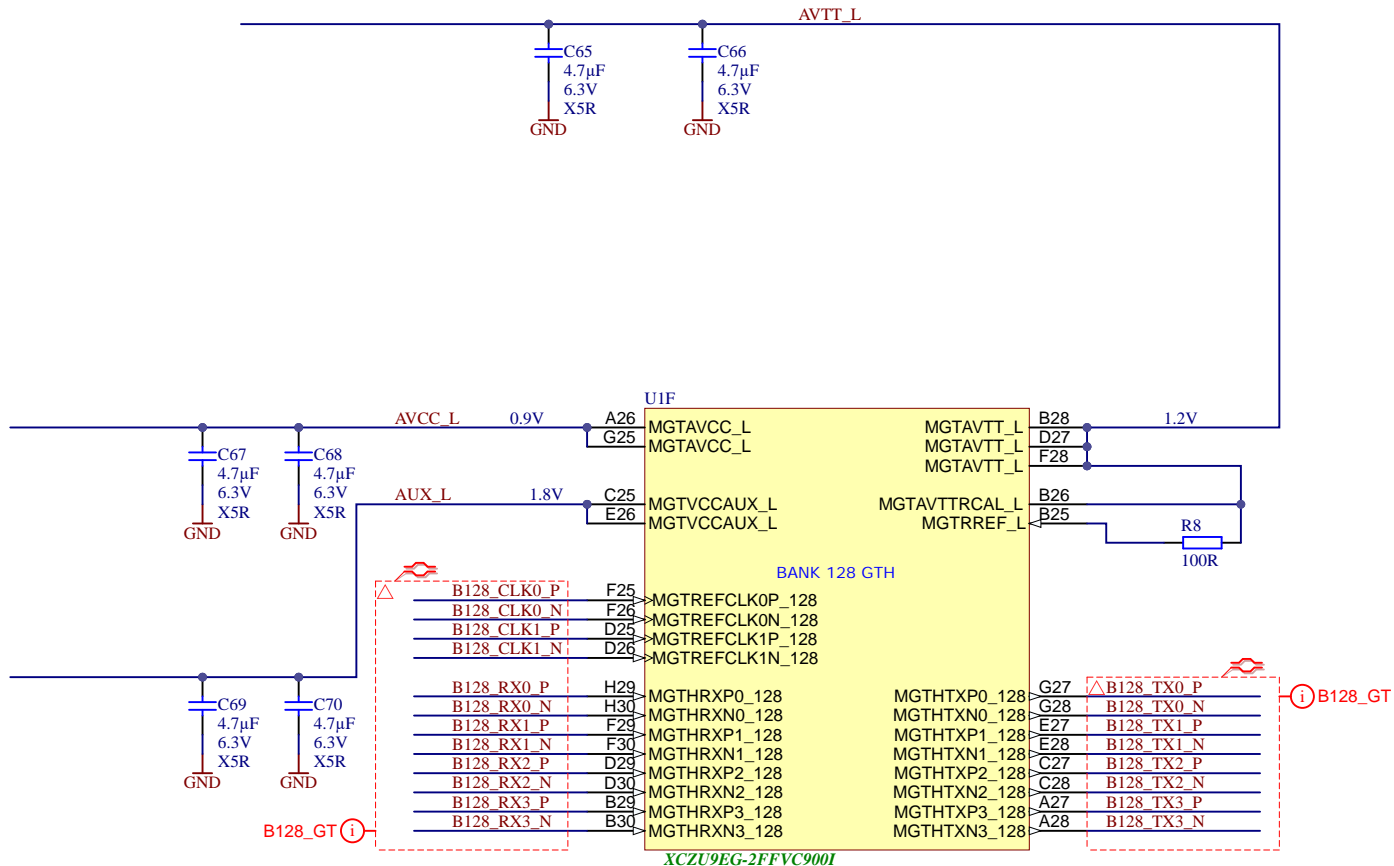 AVTT_L
C65
4.7µF
6.3V
X5R
GND
C66
4.7µF
6.3V
X5R
GND
U1F
AVCC_L 0.9V
C67
4.7µF
6.3V
X5R
GND
C68
4.7µF
6.3V
X5R
GND
AUX_L 1.8V
C69
4.7µF
6.3V
X5R
GND
C70
4.7µF
6.3V
X5R
GND
A26 MGTAVCC_L
G25 MGTAVCC_L
C25 MGTVCCAUX_L
E26 MGTVCCAUX_L
MGTAVTT_L B28 1.2V
MGTAVTT_L D27
MGTAVTT_L F28
MGTAVTTRCAL_L B26
MGTRREF_L B25
R8
100R
BANK 128 GTH
B128_CLK0_P F25 MGTREFCLK0P_128
B128_CLK0_N F26 MGTREFCLK0N_128
B128_CLK1_P D25 MGTREFCLK1P_128
B128_CLK1_N D26 MGTREFCLK1N_128
B128_RX0_P H29 MGTHRXP0_128
B128_RX0_N H30 MGTHRXN0_128
B128_RX1_P F29 MGTHRXP1_128
B128_RX1_N F30 MGTHRXN1_128
B128_RX2_P D29 MGTHRXP2_128
B128_RX2_N D30 MGTHRXN2_128
B128_RX3_P B29 MGTHRXP3_128
B128_RX3_N B30 MGTHRXN3_128
B128_GT i
MGTHTXP0_128 G27 B128_TX0_P
MGTHTXN0_128 G28 B128_TX0_N
MGTHTXP1_128 E27 B128_TX1_P
MGTHTXN1_128 E28 B128_TX1_N
MGTHTXP2_128 C27 B128_TX2_P
MGTHTXN2_128 C28 B128_TX2_N
MGTHTXP3_128 A27 B128_TX3_P
MGTHTXN3_128 A28 B128_TX3_N
i B128_GT
XCZU9EG-2FFVC900I